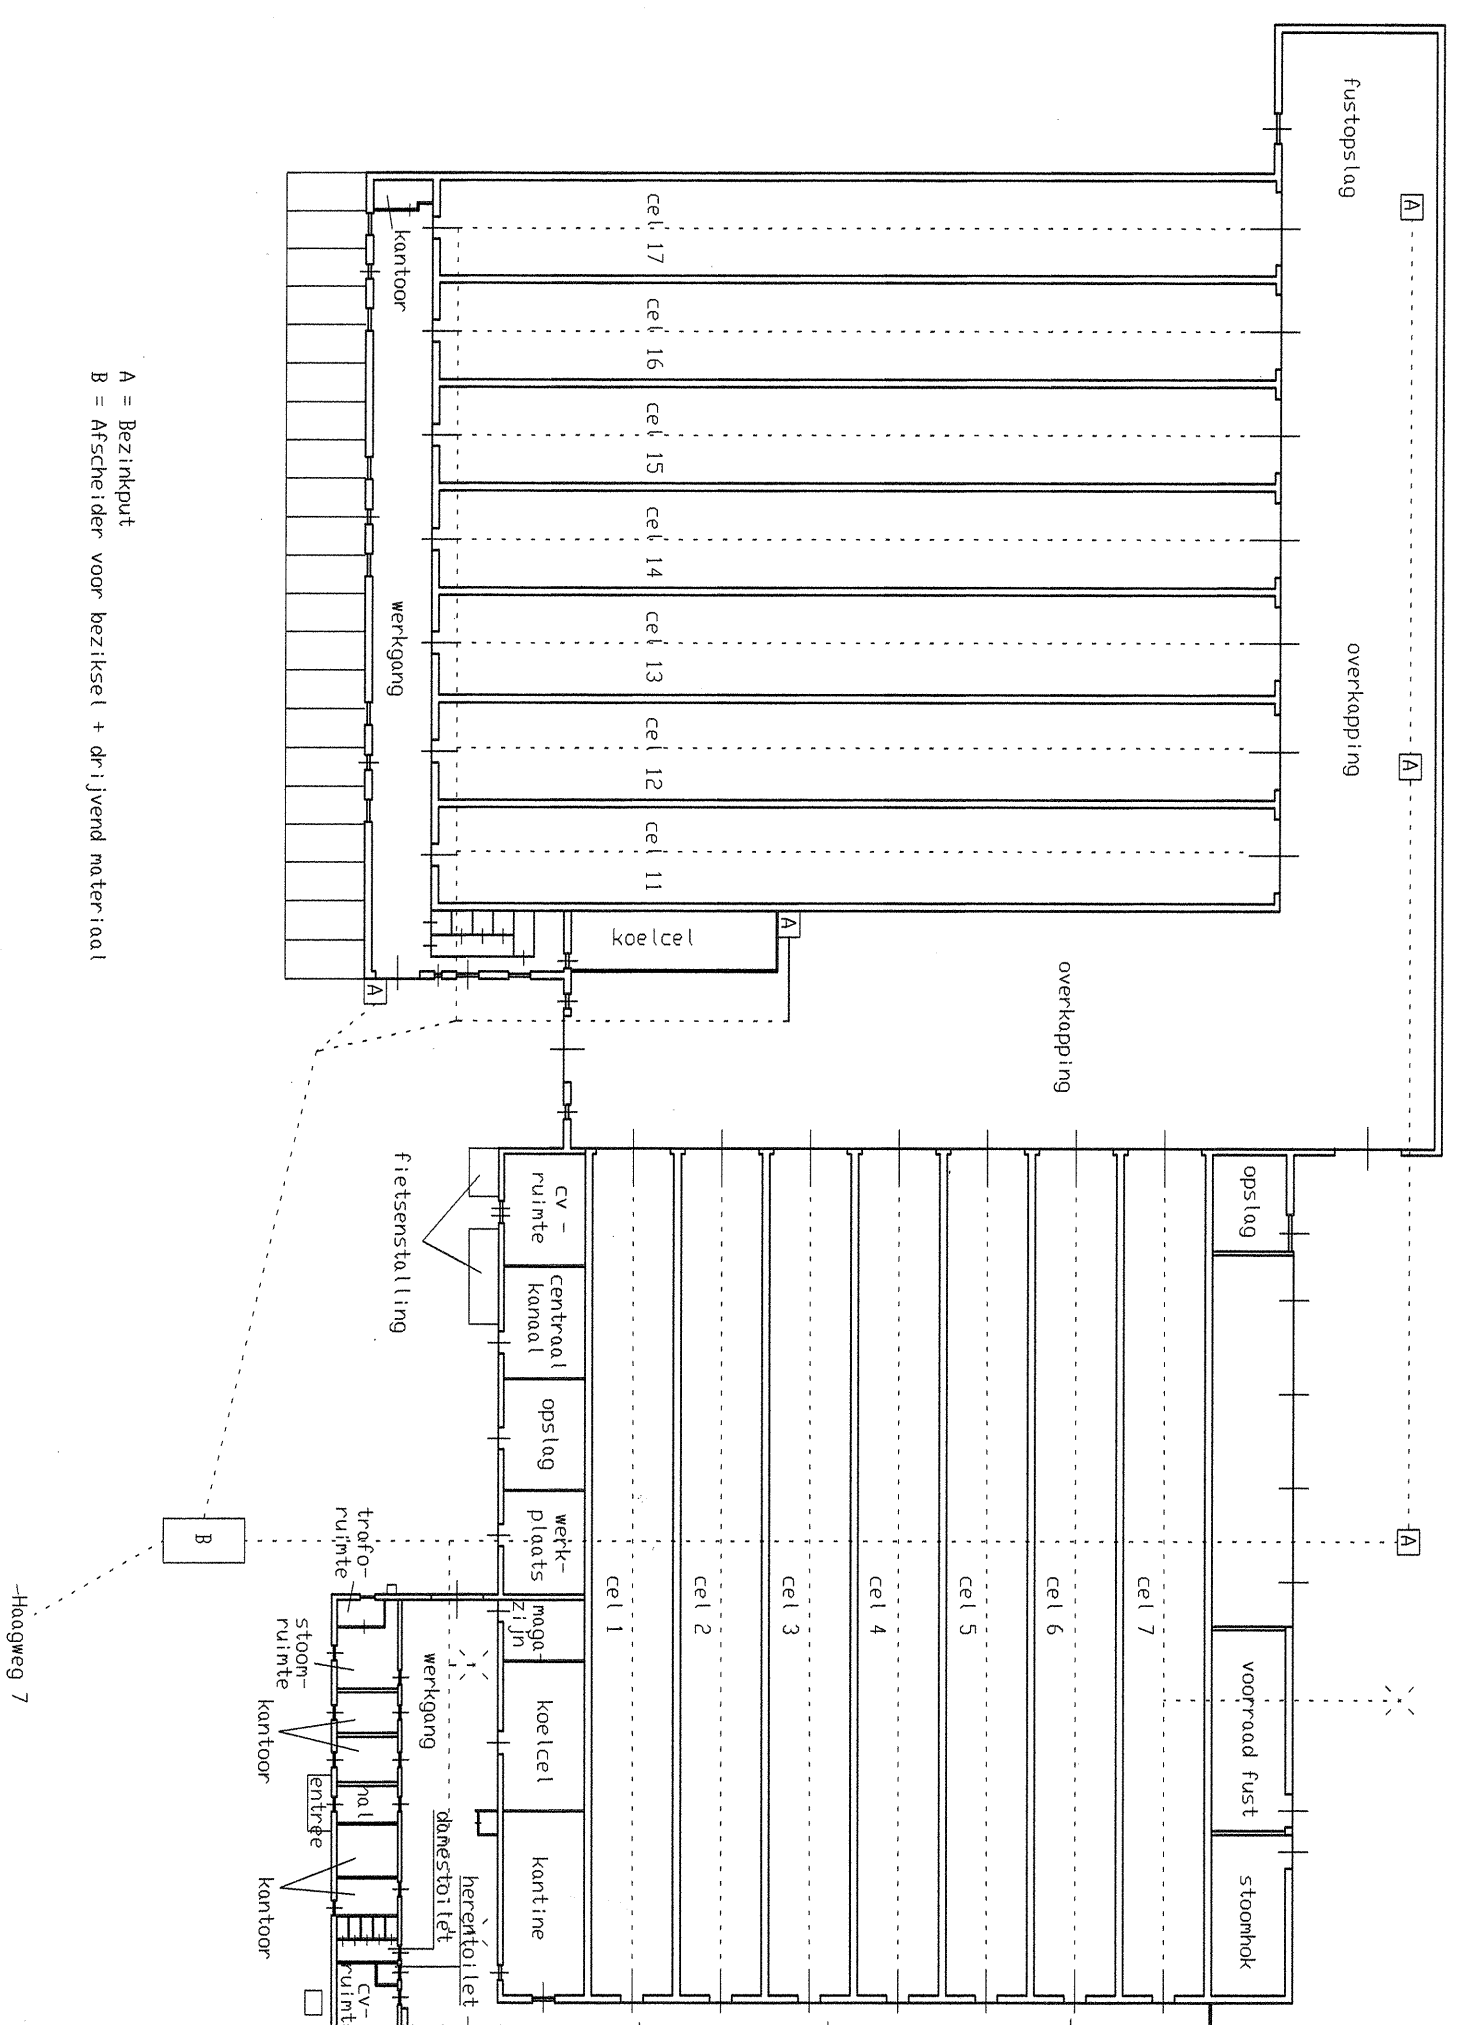 fustopslag
A
overkapping
A
A
kantoor
cel 17
cel 16
cel 15
cel 14
cel 13
cel 12
cel 11
werkgang
koelcel
A
A
overkapping
A = Bezinkput
B = Afscheider voor beziksel + drijvend materiaal
fietsenstalling
cv -
ruimte
centraal
kanaal
opslag
werk-
plaats
maga-
zijn
koelcel
kantine
cel 1
cel 2
cel 3
cel 4
cel 5
cel 6
cel 7
opslag
voorraad fust
stoomhok
B
trafo-
ruimte
stoom-
ruimte
kantoor
werkgang
hal
entree
kantoor
damestoilet
herentoilet
cv-
ruimt
Haagweg 7